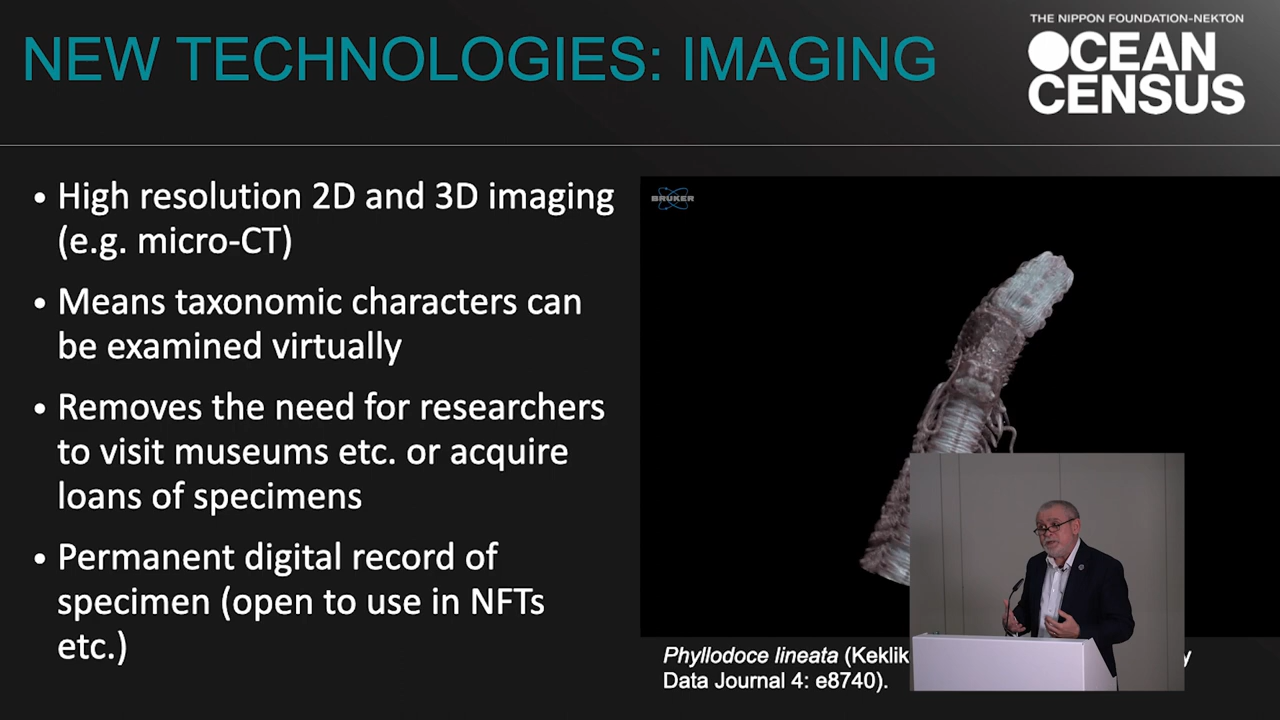 NEW TECHNOLOGIES: IMAGING
THE NIPPON FOUNDATION-NEKTON
OCEAN
CENSUS
• High resolution 2D and 3D imaging
(e.g. micro-CT)
• Means taxonomic characters can
be examined virtually
• Removes the need for researchers
to visit museums etc. or acquire
loans of specimens
• Permanent digital record of
specimen (open to use in NFTs
etc.)
BRUKER
Phyllodoce lineata (Keklik
Data Journal 4: e8740).